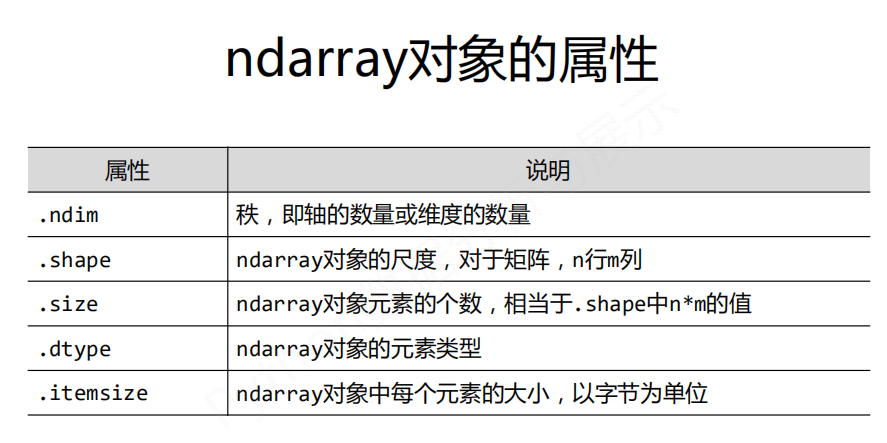 ndarray对象的属性
属性 说明
.ndim 秩，即轴的数量或维度的数量
.shape ndarray对象的尺度，对于矩阵，n行m列
.size ndarray对象元素的个数，相当于.shape中n*m的值
.dtype ndarray对象的元素类型
.itemsize ndarray对象中每个元素的大小，以字节为单位